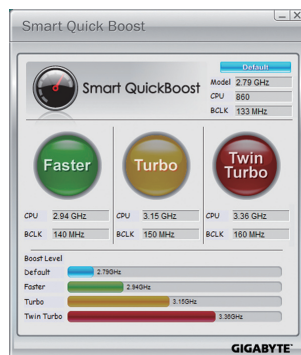 Smart Quick Boost
Default
Smart QuickBoost
Model 2.79 GHz
CPU 860
BCLK 133 MHz
Faster
Turbo
Twin Turbo
CPU 2.94 GHz
CPU 3.15 GHz
CPU 3.36 GHz
BCLK 140 MHz
BCLK 150 MHz
BCLK 160 MHz
Boost Level
Default 2.79GHz
Faster 2.94GHz
Turbo 3.15GHz
Twin Turbo 3.36GHz
GIGABYTE™